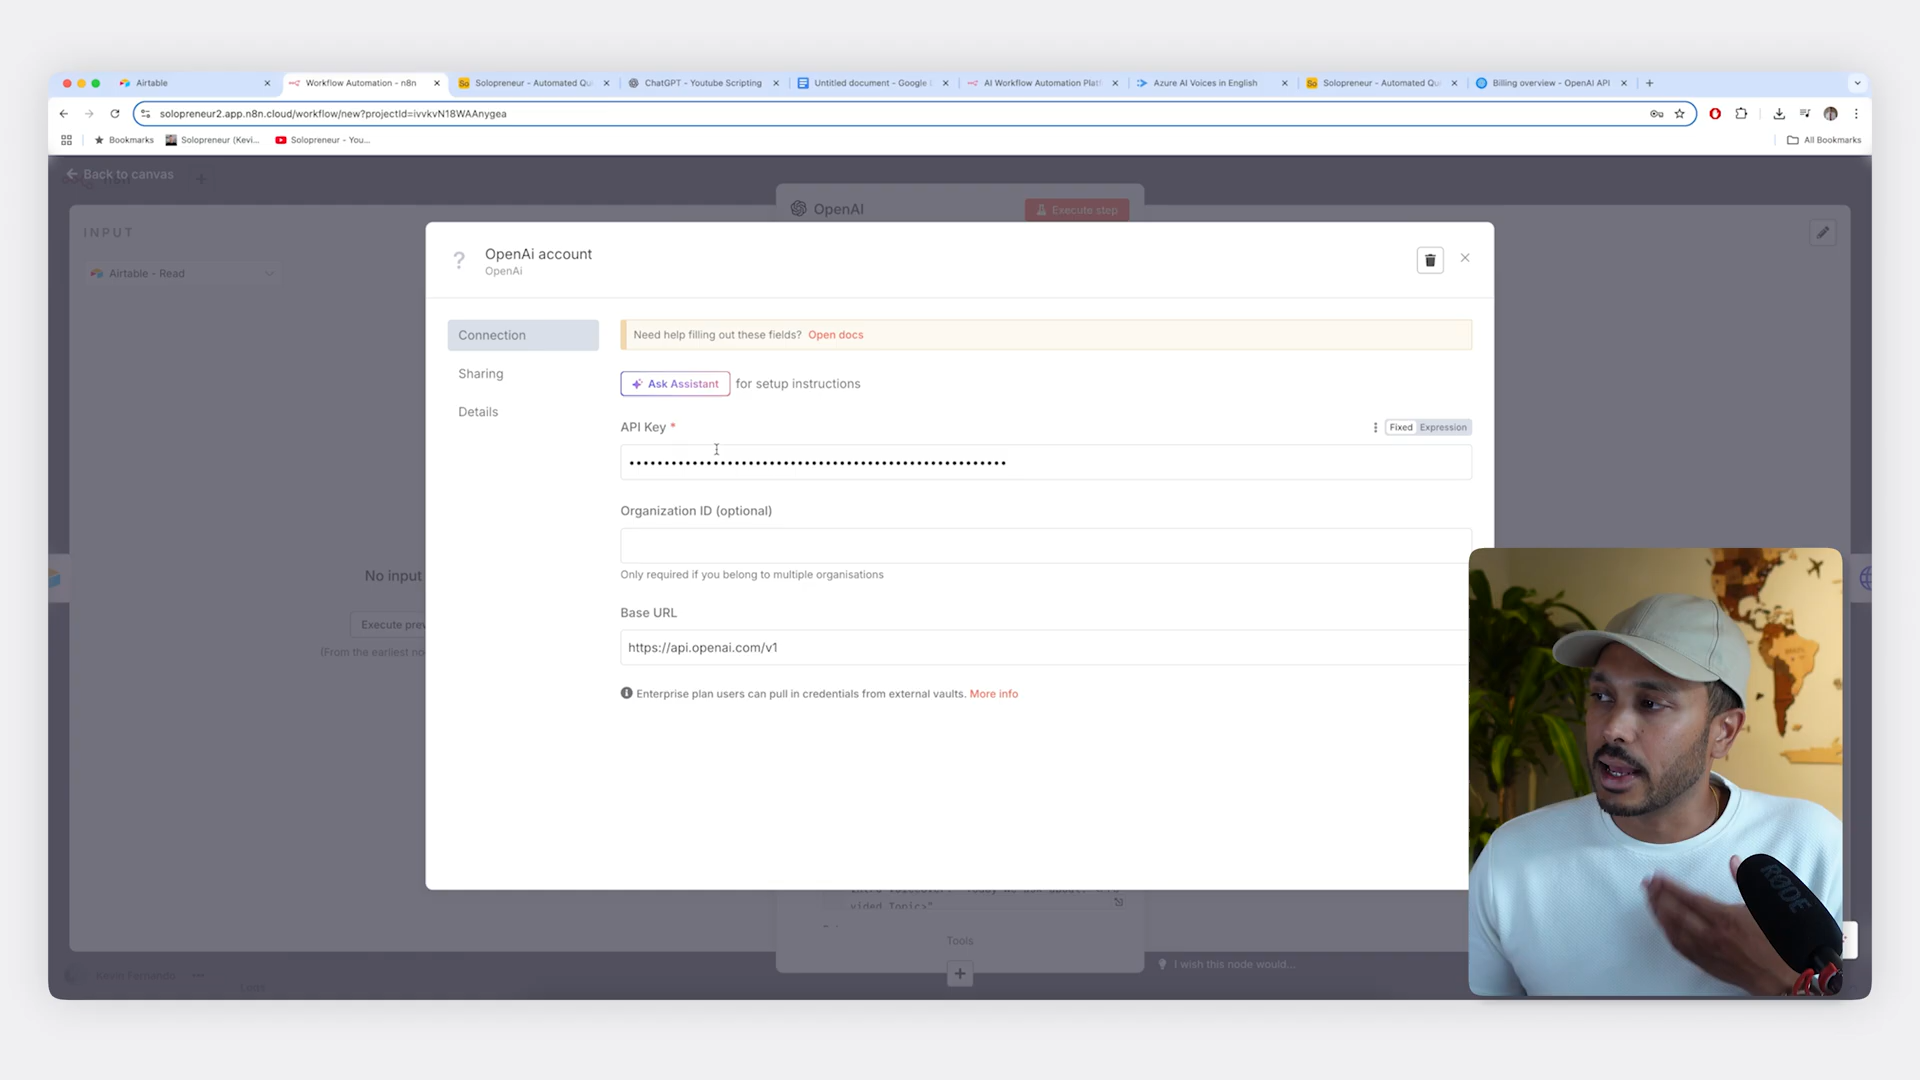 Airtable
Workflow Automation - n8n
Solopreneur - Automated Qu
ChatGPT - Youtube Scripting
Untitled document - Google
AI Workflow Automation Plat
Azure AI Voices in English
Solopreneur - Automated Qu
Billing overview - OpenAI API
solopreneur2.app.n8n.cloud/workflow/new?projectId=ivvkvN18WAAnygea
Bookmarks
Solopreneur (Kevi...
Solopreneur - You...
All Bookmarks
Back to canvas
OpenAI
Execute step
INPUT
Airtable - Read
OpenAi account
OpenAi
Connection
Sharing
Details
Need help filling out these fields? Open docs
Ask Assistant for setup instructions
API Key *
Fixed Expression
••••••••••••••••••••••••••••••••••••••••••••••••••••••
Organization ID (optional)
Only required if you belong to multiple organisations
Base URL
https://api.openai.com/v1
Enterprise plan users can pull in credentials from external vaults. More info
No input
Execute prev
(From the earliest no
vided Topic>"
Tools
I wish this node would...
Kevin Fernando
Logs
BRASIL
RODE